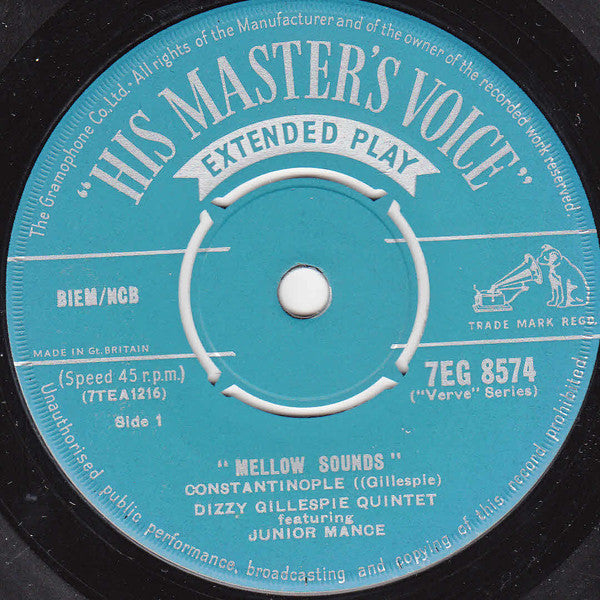 The Gramophone Co. Ltd. · All rights of the Manufacturer and of the owner of the recorded work reserved.
"HIS MASTER'S VOICE"
EXTENDED PLAY
BIEM/NCB
TRADE MARK REGD.
MADE IN Gt. BRITAIN
(Speed 45 r.p.m.)
(7TEA1216)
Side 1
7EG 8574
("Verve" Series)
"MELLOW SOUNDS"
CONSTANTINOPLE ((Gillespie)
DIZZY GILLESPIE QUINTET
featuring
JUNIOR MANCE
Unauthorised public performance, broadcasting and copying of this record prohibited.